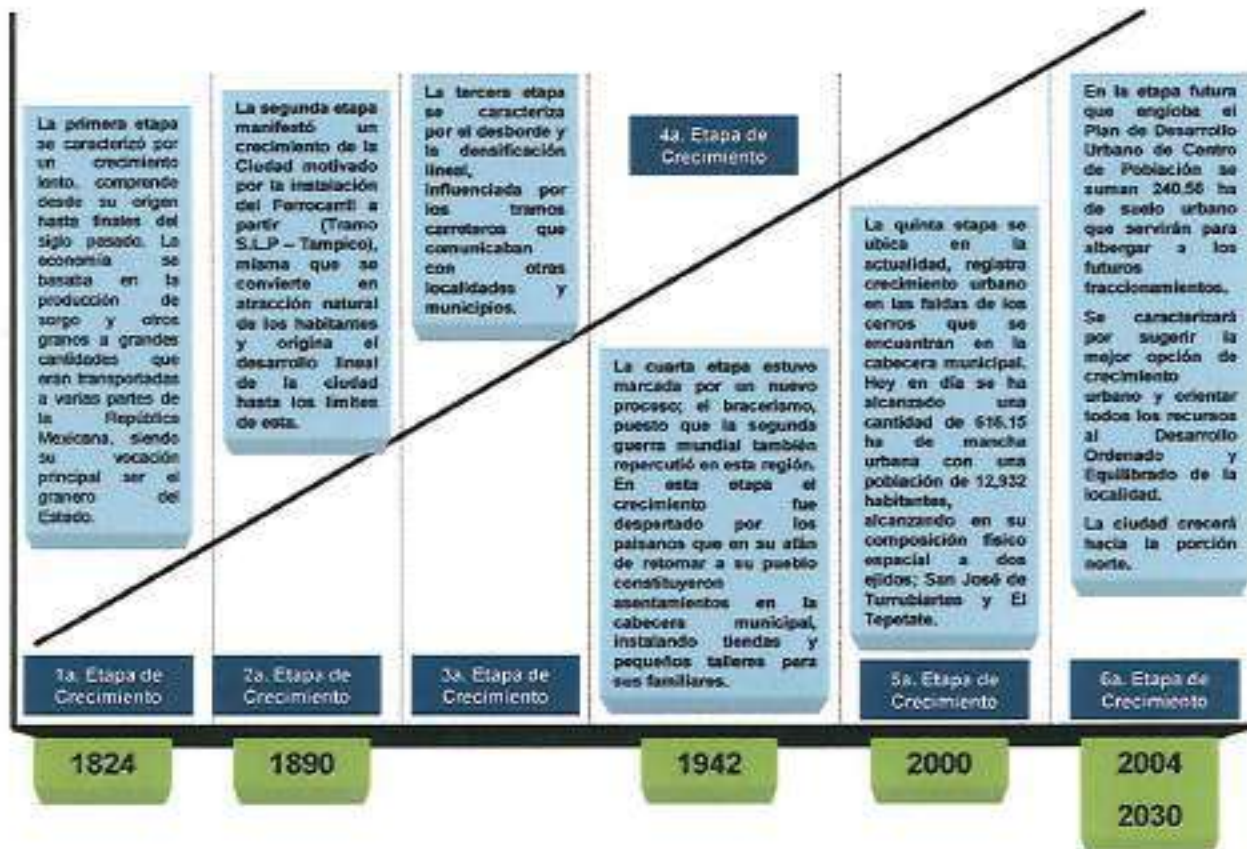 La primera etapa
se caracterizó por
un crecimiento
lento, comprende
desde su origen
hasta finales del
siglo pasado. La
economía se
basaba en la
producción de
sorgo y otros
granos a grandes
cantidades que
eran transportadas
a varias partes de
la República
Mexicana, siendo
su vocación
principal ser el
granero del
Estado.
1a. Etapa de
Crecimiento
1824
La segunda etapa
manifestó un
crecimiento de la
Ciudad motivado
por la instalación
del Ferrocarril a
partir (Tramo
S.L.P – Tampico),
misma que se
convierte en
atracción natural
de los habitantes
y origina el
desarrollo lineal
de la ciudad
hasta los limites
de esta.
2a. Etapa de
Crecimiento
1890
La tercera etapa
se caracteriza
por el desborde y
la densificación
lineal,
influenciada por
los tramos
carreteros que
comunicaban
con otras
localidades y
municipios.
3a. Etapa de
Crecimiento
4a. Etapa de
Crecimiento
La cuarta etapa estuvo
marcada por un nuevo
proceso; el bracerismo,
puesto que la segunda
guerra mundial también
repercutió en esta región.
En esta etapa el
crecimiento fue
despertado por los
paisanos que en su afán
de retornar a su pueblo
constituyeron
asentamientos en la
cabecera municipal,
instalando tiendas y
pequeños talleres para
sus familiares.
1942
La quinta etapa se
ubica en la
actualidad, registra
crecimiento urbano
en las faldas de los
cerros que se
encuentran en la
cabecera municipal.
Hoy en día se ha
alcanzado una
cantidad de 616.15
ha de mancha
urbana con una
población de 12,932
habitantes,
alcanzando en su
composición físico
espacial a dos
ejidos; San José de
Turrubiartes y El
Tepetate.
5a. Etapa de
Crecimiento
2000
En la etapa futura
que engloba el
Plan de Desarrollo
Urbano de Centro
de Población se
suman 240.56 ha
de suelo urbano
que servirán para
albergar a los
futuros
fraccionamientos.
Se caracterizará
por sugerir la
mejor opción de
crecimiento
urbano y orientar
todos los recursos
al Desarrollo
Ordenado y
Equilibrado de la
localidad.
La ciudad crecerá
hacia la porción
norte.
6a. Etapa de
Crecimiento
2004
2030